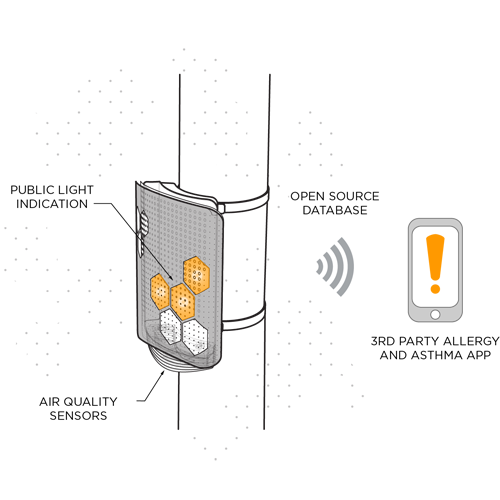 PUBLIC LIGHT
INDICATION
OPEN SOURCE
DATABASE
3RD PARTY ALLERGY
AND ASTHMA APP
AIR QUALITY
SENSORS